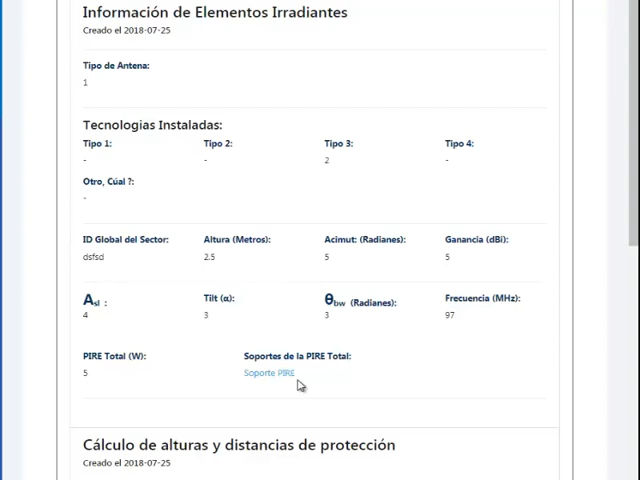 Información de Elementos Irradiantes
Creado el 2018-07-25
Tipo de Antena:
1
Tecnologias Instaladas:
Tipo 1: Tipo 2: Tipo 3: Tipo 4:
- - 2 -
Otro, Cúal ?:
-
ID Global del Sector: Altura (Metros): Acimut: (Radianes): Ganancia (dBi):
dsfsd 2.5 5 5
Asl : Tilt (α): θbw (Radianes): Frecuencia (MHz):
4 3 3 97
PIRE Total (W): Soportes de la PIRE Total:
5 Soporte PIRE
Cálculo de alturas y distancias de protección
Creado el 2018-07-25